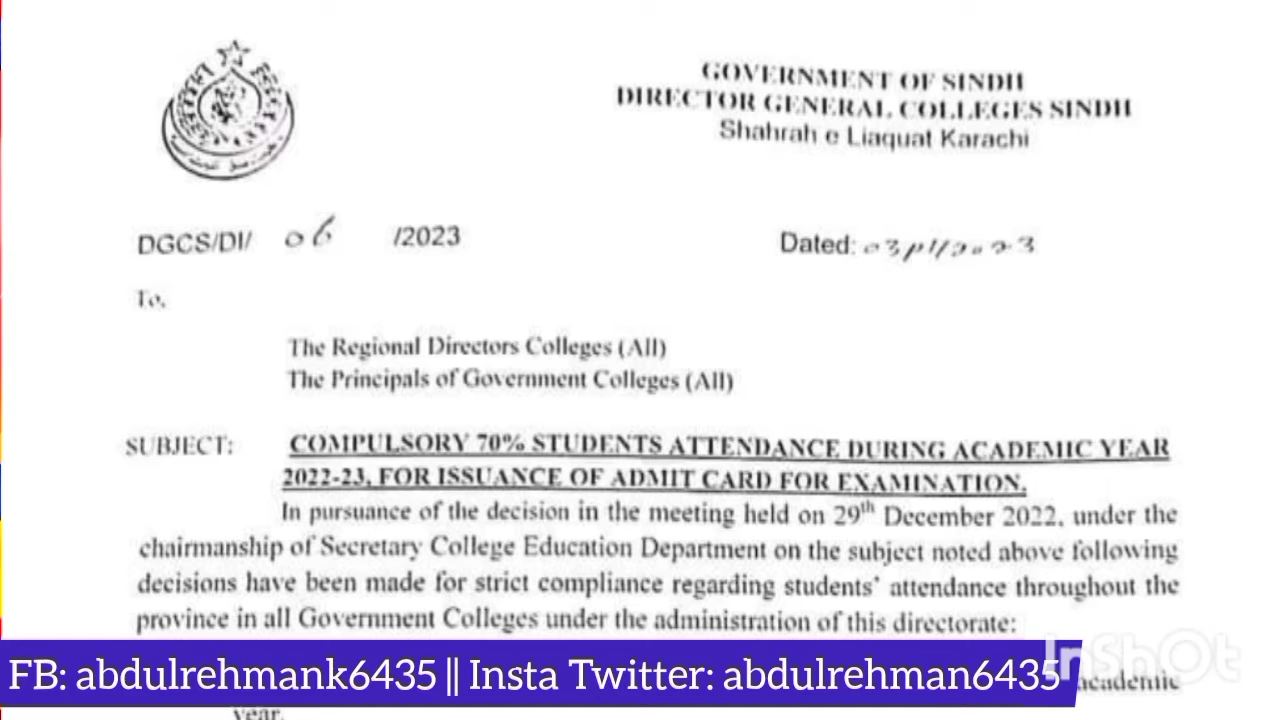 GOVERNMENT OF SINDH
DIRECTOR GENERAL COLLEGES SINDH
Shahrah e Liaquat Karachi
DGCS/DI/ 06 /2023
Dated:
To,
The Regional Directors Colleges (All)
The Principals of Government Colleges (All)
SUBJECT: COMPULSORY 70% STUDENTS ATTENDANCE DURING ACADEMIC YEAR
2022-23, FOR ISSUANCE OF ADMIT CARD FOR EXAMINATION.
In pursuance of the decision in the meeting held on 29th December 2022, under the
chairmanship of Secretary College Education Department on the subject noted above following
decisions have been made for strict compliance regarding students' attendance throughout the
province in all Government Colleges under the administration of this directorate:
FB: abdulrehmank6435 || Insta Twitter: abdulrehman6435
InShOt
academic
year.